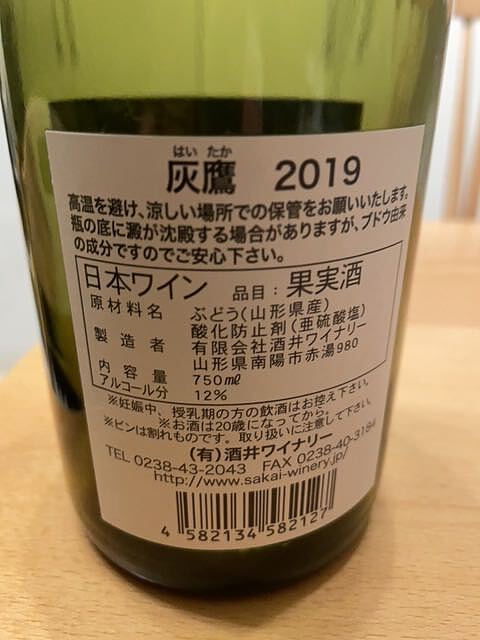 はい たか
灰鷹 2019
高温を避け、涼しい場所での保管をお願いいたします。
瓶の底に澱が沈殿する場合がありますが、ブドウ由来
の成分ですのでご安心下さい。
日本ワイン 品目：果実酒
原材料名 ぶどう(山形県産)
酸化防止剤(亜硫酸塩)
製造者 有限会社酒井ワイナリー
山形県南陽市赤湯980
内容量 750㎖
アルコール分 12%
※妊娠中、授乳期の方の飲酒はお控え下さい。
※お酒は20歳になってから。
※ビンは割れものです。取り扱いに注意して下さい。
(有)酒井ワイナリー
TEL 0238-43-2043 FAX 0238-40-3184
http://www.sakai-winery.jp/
4 582134 582127